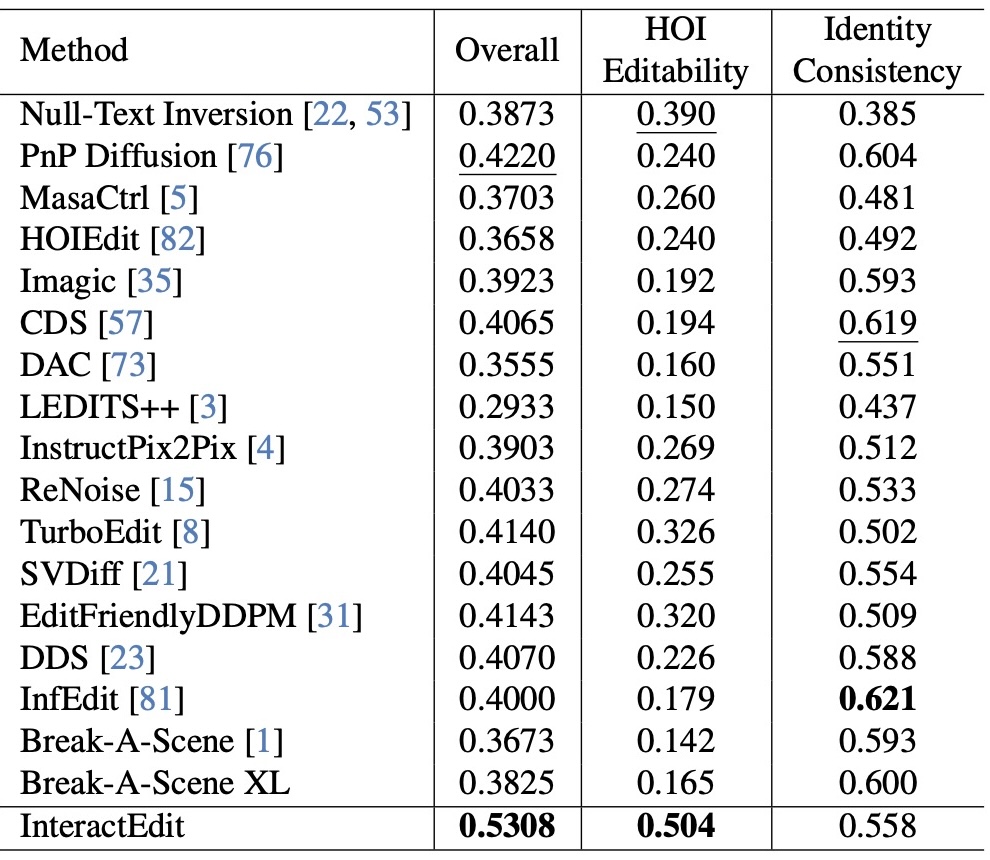 Method Overall HOI Editability Identity Consistency
Null-Text Inversion [22, 53] 0.3873 0.390 0.385
PnP Diffusion [76] 0.4220 0.240 0.604
MasaCtrl [5] 0.3703 0.260 0.481
HOIEdit [82] 0.3658 0.240 0.492
Imagic [35] 0.3923 0.192 0.593
CDS [57] 0.4065 0.194 0.619
DAC [73] 0.3555 0.160 0.551
LEDITS++ [3] 0.2933 0.150 0.437
InstructPix2Pix [4] 0.3903 0.269 0.512
ReNoise [15] 0.4033 0.274 0.533
TurboEdit [8] 0.4140 0.326 0.502
SVDiff [21] 0.4045 0.255 0.554
EditFriendlyDDPM [31] 0.4143 0.320 0.509
DDS [23] 0.4070 0.226 0.588
InfEdit [81] 0.4000 0.179 0.621
Break-A-Scene [1] 0.3673 0.142 0.593
Break-A-Scene XL 0.3825 0.165 0.600
InteractEdit 0.5308 0.504 0.558